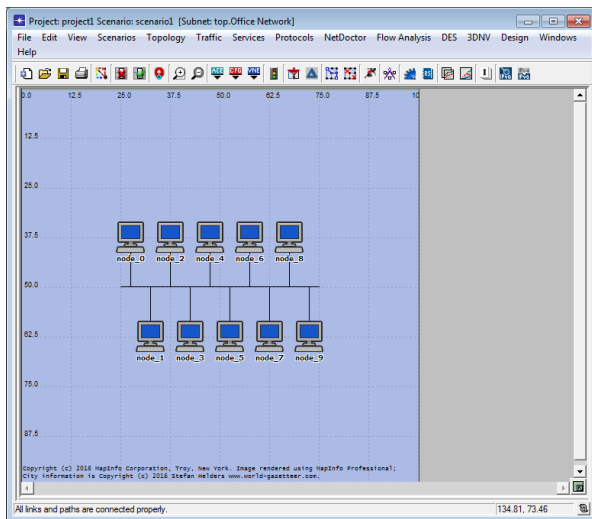 Project: project1 Scenario: scenario1 [Subnet: top.Office Network]
File Edit View Scenarios Topology Traffic Services Protocols NetDoctor Flow Analysis DES 3DNV Design Windows
Help
0.0 12.5 25.0 37.5 50.0 62.5 75.0 87.5 10
12.5
25.0
37.5
node_0 node_2 node_4 node_6 node_8
50.0
62.5
node_1 node_3 node_5 node_7 node_9
75.0
87.5
Copyright (c) 2016 MapInfo Corporation, Troy, New York. Image rendered using MapInfo Professional;
City information is Copyright (c) 2016 Stefan Helders www.world-gazetteer.com.
All links and paths are connected properly.
134.81, 73.46